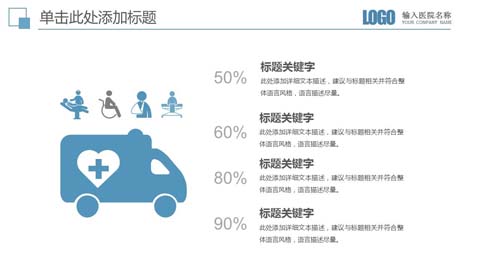 单击此处添加标题
LOGO 输入医院名称
YOUR COMPANY NAME
50%
标题关键字
此处添加详细文本描述，建议与标题相关并符合整
体语言风格，语言描述尽量。
60%
标题关键字
此处添加详细文本描述，建议与标题相关并符合整
体语言风格，语言描述尽量。
80%
标题关键字
此处添加详细文本描述，建议与标题相关并符合整
体语言风格，语言描述尽量。
90%
标题关键字
此处添加详细文本描述，建议与标题相关并符合整
体语言风格，语言描述尽量。